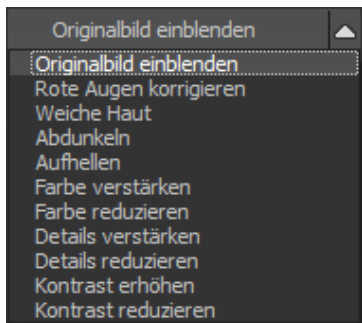 Originalbild einblenden
Originalbild einblenden
Rote Augen korrigieren
Weiche Haut
Abdunkeln
Aufhellen
Farbe verstärken
Farbe reduzieren
Details verstärken
Details reduzieren
Kontrast erhöhen
Kontrast reduzieren